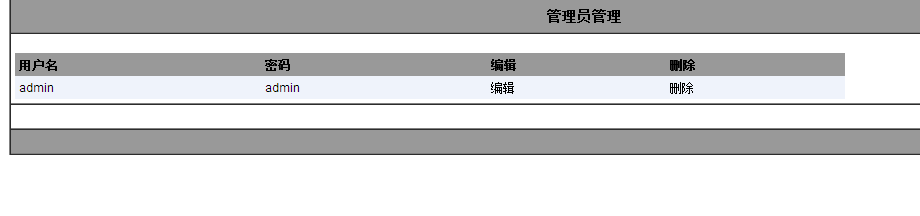 管理员管理
用户名 密码 编辑 删除
admin admin 编辑 删除